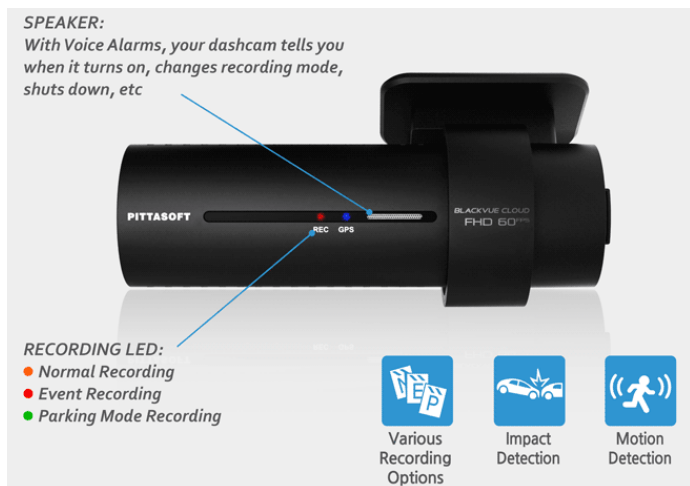 SPEAKER:
With Voice Alarms, your dashcam tells you
when it turns on, changes recording mode,
shuts down, etc
PITTASOFT
REC GPS
BLACKVUE CLOUD
FHD 60FPS
RECORDING LED:
Normal Recording
Event Recording
Parking Mode Recording
N E P
Various
Recording
Options
Impact
Detection
Motion
Detection